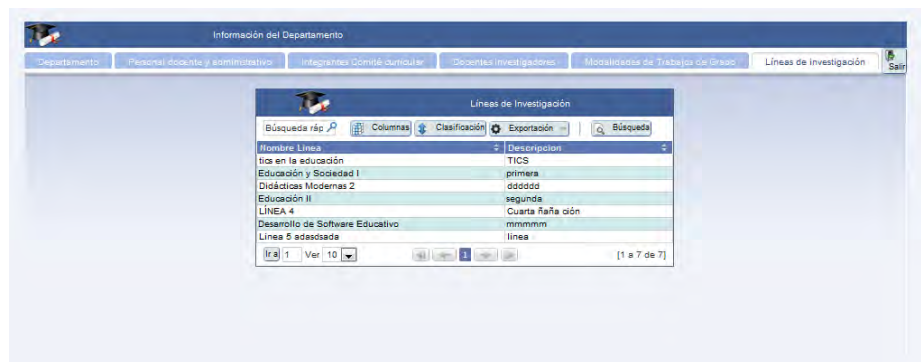 Información del Departamento
Departamento Personal docente y administrativo Integrantes Comité curricular Docentes Investigadores Modalidades de Trabajos de Grado Líneas de investigación Salir
Líneas de Investigación
Búsqueda ráp Columnas Clasificación Exportación Búsqueda
Nombre Linea Descripcion
tics en la educación TICS
Educación y Sociedad I primera
Didácticas Modernas 2 dddddd
Educación II segunda
LÍNEA 4 Cuarta ñaña ción
Desarrollo de Software Educativo mmmmm
Linea 5 adasdsada linea
Ir a 1 Ver 10 1 [1 a 7 de 7]